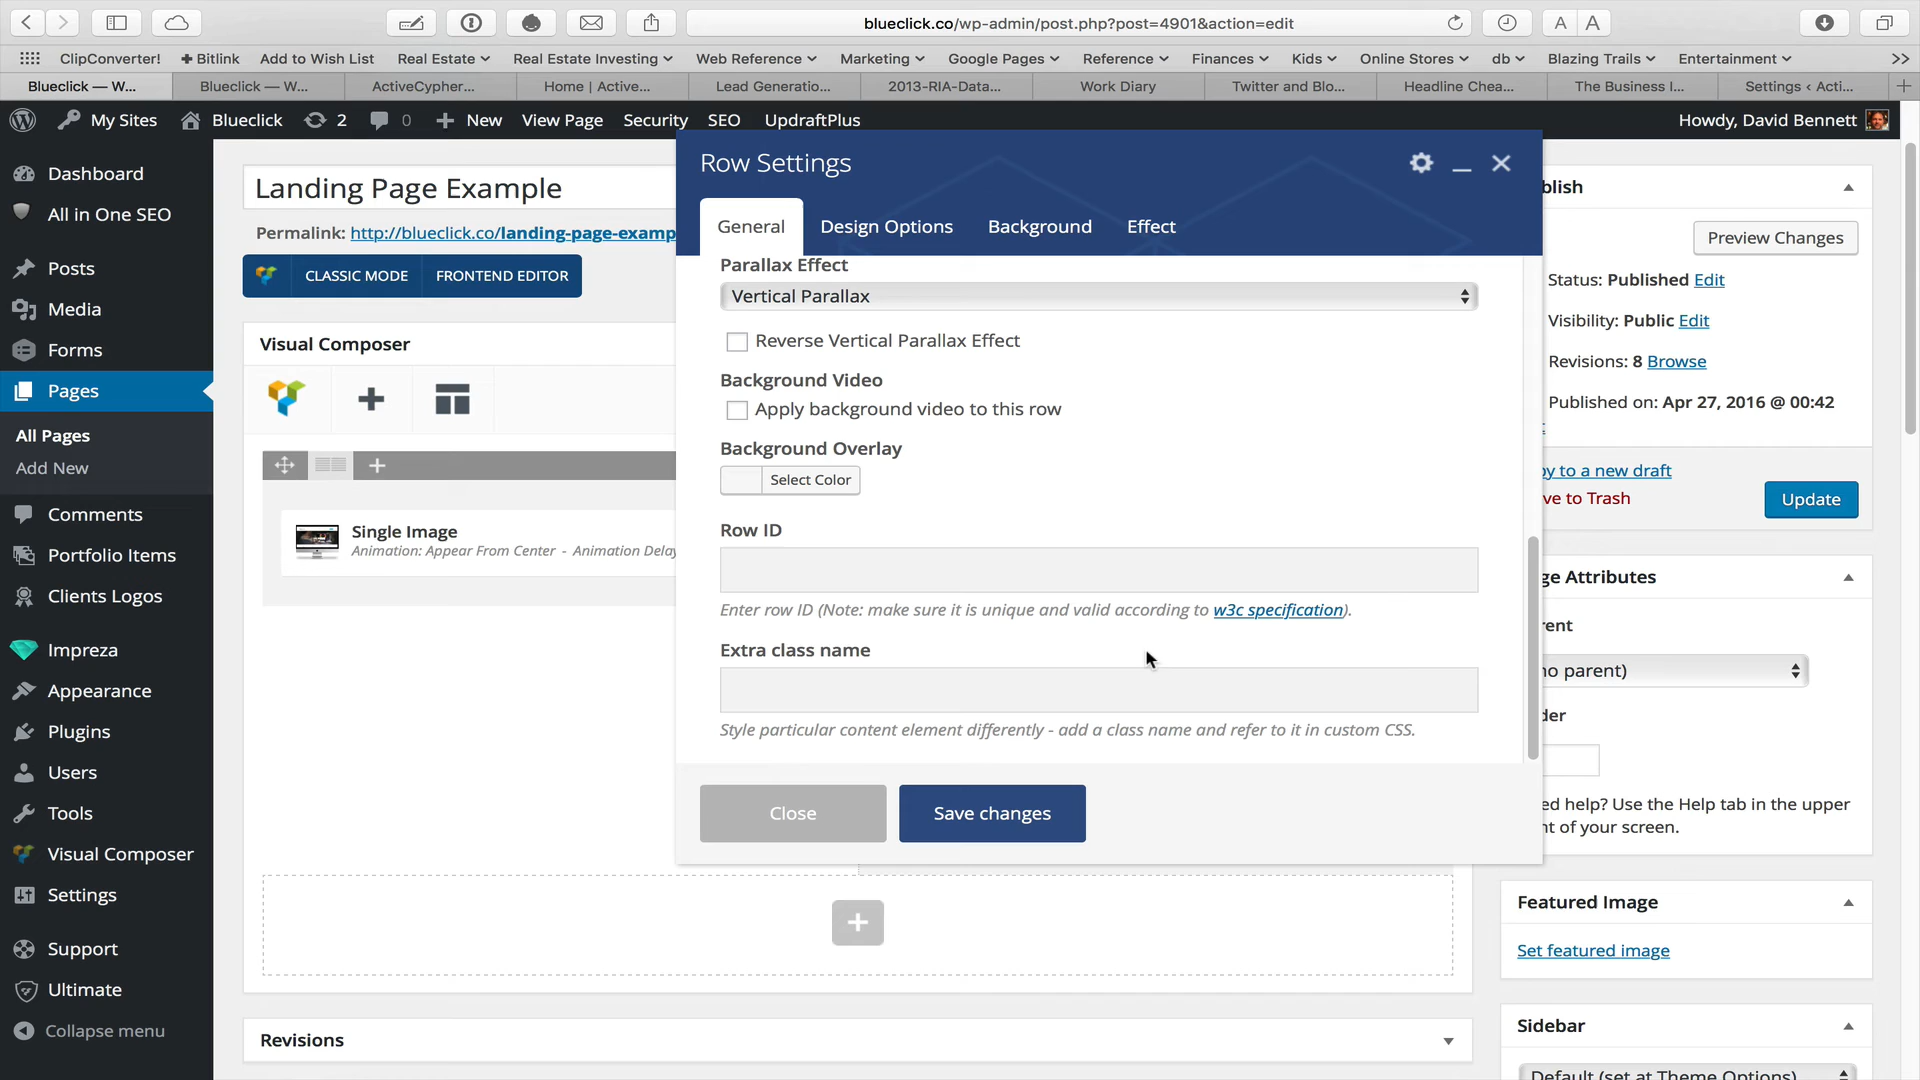 blueclick.co/wp-admin/post.php?post=4901&action=edit
A A
ClipConverter! + Bitlink Add to Wish List Real Estate Real Estate Investing Web Reference Marketing Google Pages Reference Finances Kids Online Stores db Blazing Trails Entertainment >>
Blueclick — W... Blueclick — W... ActiveCypher... Home | Active... Lead Generatio... 2013-RIA-Data... Work Diary Twitter and Blo... Headline Chea... The Business I... Settings ‹ Acti... +
My Sites Blueclick 2 0 + New View Page Security SEO UpdraftPlus Howdy, David Bennett
Dashboard
All in One SEO
Posts
Media
Forms
Pages
All Pages
Add New
Comments
Portfolio Items
Clients Logos
Impreza
Appearance
Plugins
Users
Tools
Visual Composer
Settings
Support
Ultimate
Collapse menu
Landing Page Example
Permalink: http://blueclick.co/landing-page-examp
CLASSIC MODE FRONTEND EDITOR
Visual Composer
Single Image
Animation: Appear From Center - Animation Delay
Revisions
Row Settings
General Design Options Background Effect
Parallax Effect
Vertical Parallax
Reverse Vertical Parallax Effect
Background Video
Apply background video to this row
Background Overlay
Select Color
Row ID
Enter row ID (Note: make sure it is unique and valid according to w3c specification).
Extra class name
Style particular content element differently - add a class name and refer to it in custom CSS.
Close Save changes
blish
Preview Changes
Status: Published Edit
Visibility: Public Edit
Revisions: 8 Browse
Published on: Apr 27, 2016 @ 00:42
py to a new draft
ve to Trash
Update
ge Attributes
rent
no parent)
der
ed help? Use the Help tab in the upper
ht of your screen.
Featured Image
Set featured image
Sidebar
Default (set at Theme Options)